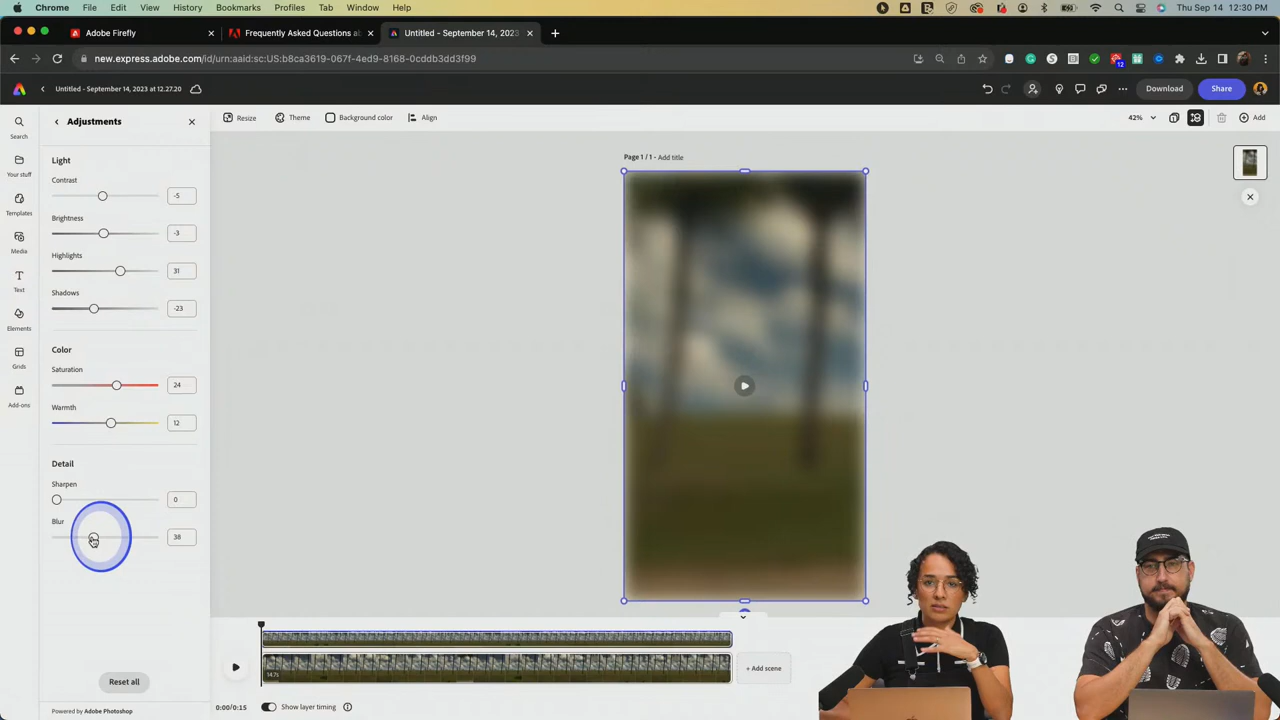 Chrome File Edit View History Bookmarks Profiles Tab Window Help
Thu Sep 14 12:30 PM
Adobe Firefly
Frequently Asked Questions a
Untitled - September 14, 2023
new.express.adobe.com/id/urn:aaid:sc:US:b8ca3619-067f-4ed9-8168-0cddb3dd3f99
12
Untitled - September 14, 2023 at 12.27.20
Download
Share
Adjustments
Resize
Theme
Background color
Align
42%
Add
Search
Your stuff
Templates
Media
Text
Elements
Grids
Add-ons
Light
Contrast
-5
Brightness
-3
Highlights
31
Shadows
-23
Color
Saturation
24
Warmth
12
Detail
Sharpen
0
Blur
38
Reset all
Powered by Adobe Photoshop
Page 1 / 1 - Add title
14.7s
+ Add scene
0:00/0:15
Show layer timing